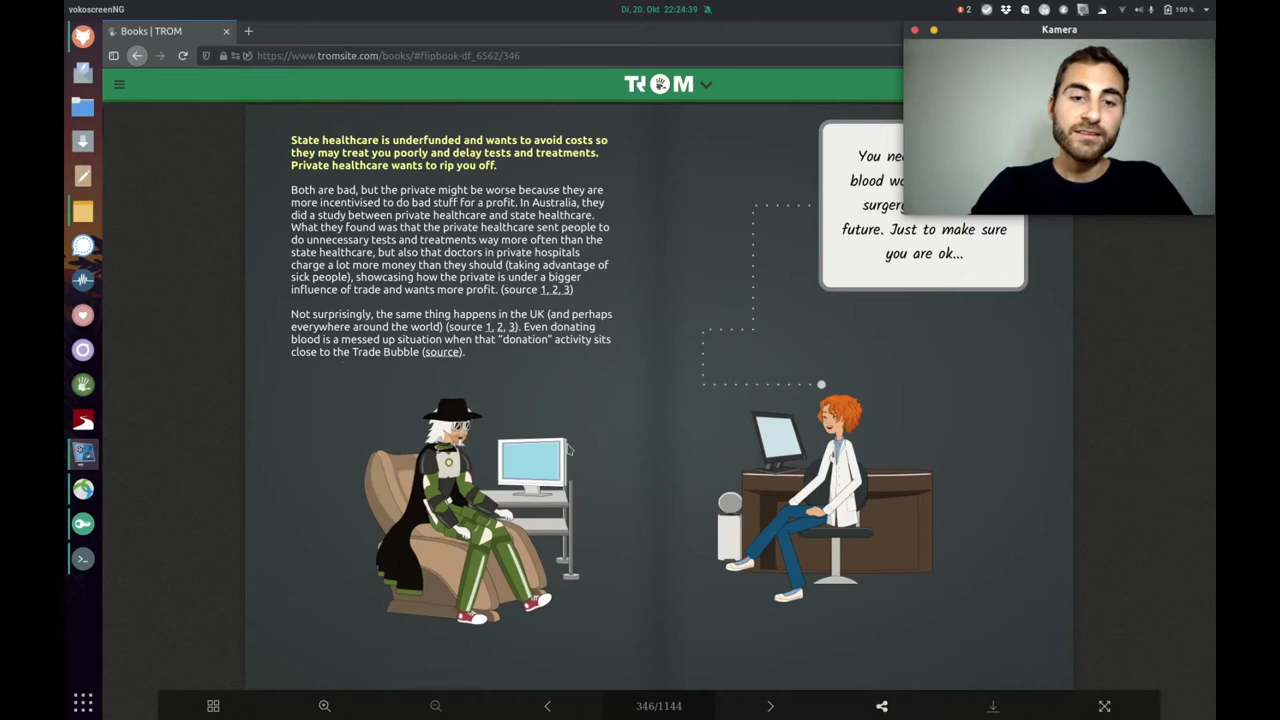 vokoscreenNG
Di, 20. Okt 22:24:39
2
100 %
Books | TROM
Kamera
https://www.tromsite.com/books/#flipbook-df_6562/346
TROM
State healthcare is underfunded and wants to avoid costs so
they may treat you poorly and delay tests and treatments.
Private healthcare wants to rip you off.
Both are bad, but the private might be worse because they are
more incentivised to do bad stuff for a profit. In Australia, they
did a study between private healthcare and state healthcare.
What they found was that the private healthcare sent people to
do unnecessary tests and treatments way more often than the
state healthcare, but also that doctors in private hospitals
charge a lot more money than they should (taking advantage of
sick people), showcasing how the private is under a bigger
influence of trade and wants more profit. (source 1, 2, 3)
Not surprisingly, the same thing happens in the UK (and perhaps
everywhere around the world) (source 1, 2, 3). Even donating
blood is a messed up situation when that “donation” activity sits
close to the Trade Bubble (source).
You
blood
surgery
future. Just to make sure
you are ok...
346/1144